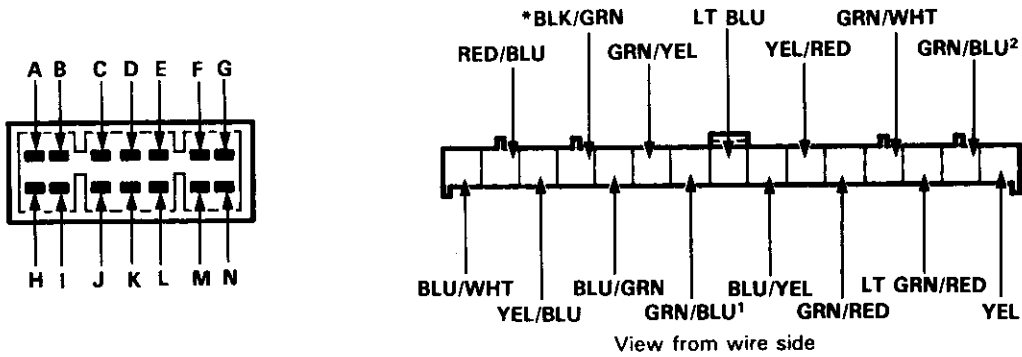 *BLK/GRN LT BLU GRN/WHT
RED/BLU GRN/YEL YEL/RED GRN/BLU²
A B C D E F G
H I J K L M N
BLU/WHT BLU/GRN BLU/YEL LT GRN/RED
YEL/BLU GRN/BLU¹ GRN/RED YEL
View from wire side